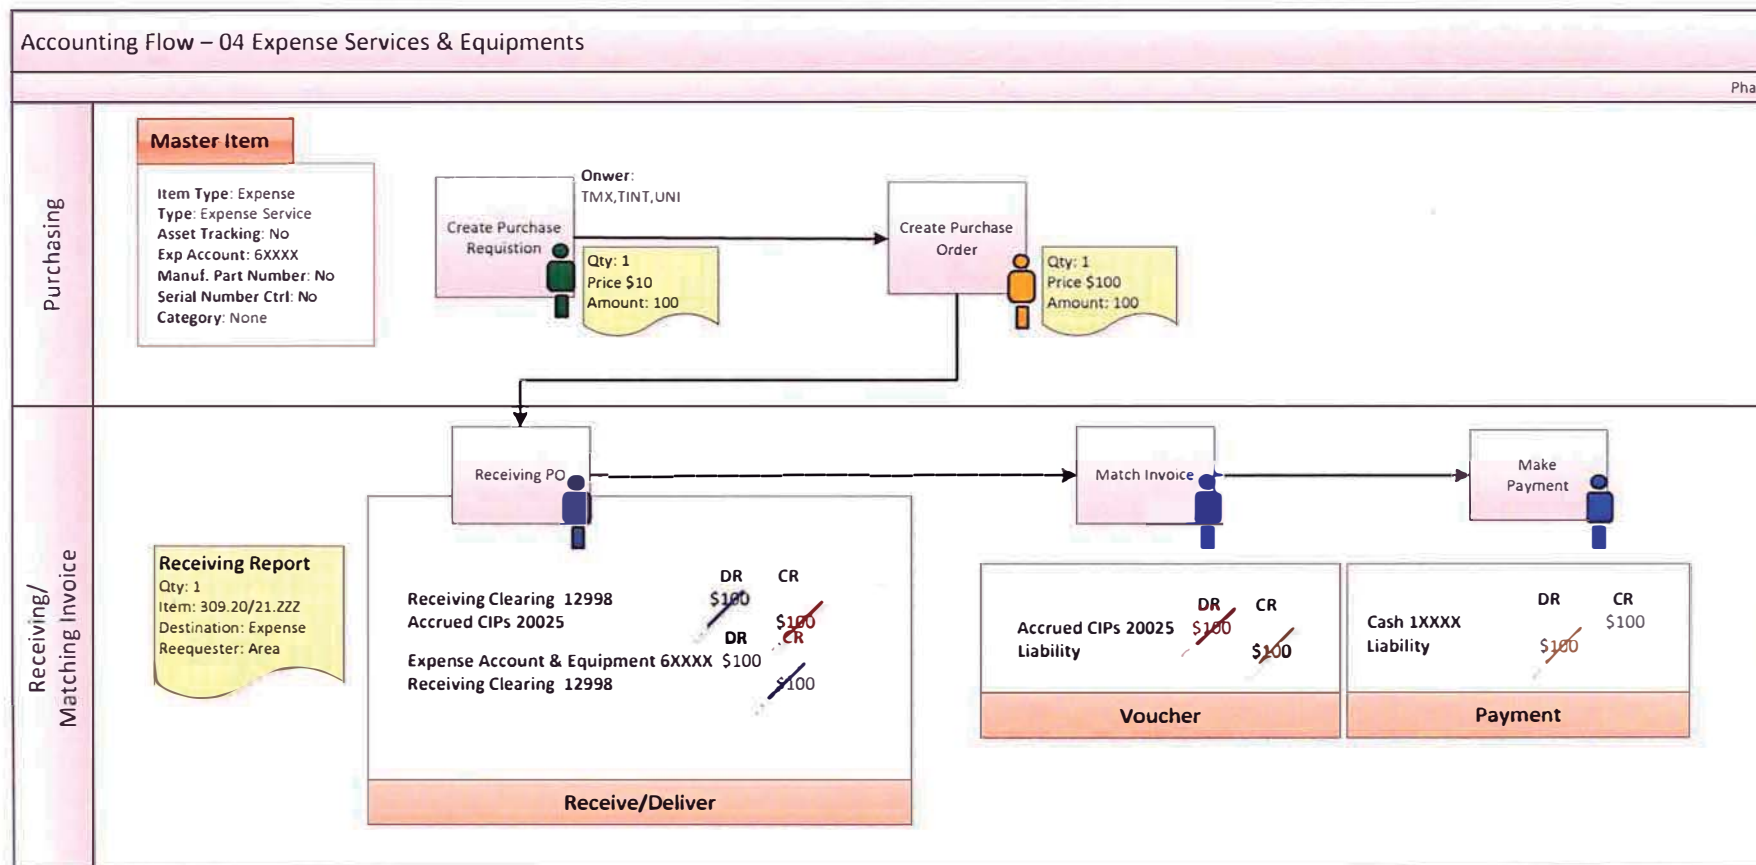 Accounting Flow – 04 Expense Services & Equipments
Pha
Purchasing
Master Item
Item Type: Expense
Type: Expense Service
Asset Tracking: No
Exp Account: 6XXXX
Manuf. Part Number: No
Serial Number Ctrl: No
Category: None
Create Purchase
Requistion
Onwer:
TMX,TINT,UNI
Qty: 1
Price $10
Amount: 100
Create Purchase
Order
Qty: 1
Price $100
Amount: 100
Receiving/
Matching Invoice
Receiving PO
Match Invoice
Make
Payment
Receiving Report
Qty: 1
Item: 309.20/21.ZZZ
Destination: Expense
Reequester: Area
DR CR
Receiving Clearing 12998 $100
Accrued CIPs 20025 $100
DR CR
Expense Account & Equipment 6XXXX $100
Receiving Clearing 12998 $100
Receive/Deliver
DR CR
Accrued CIPs 20025 $100
Liability $100
Voucher
DR CR
Cash 1XXXX $100
Liability $100
Payment